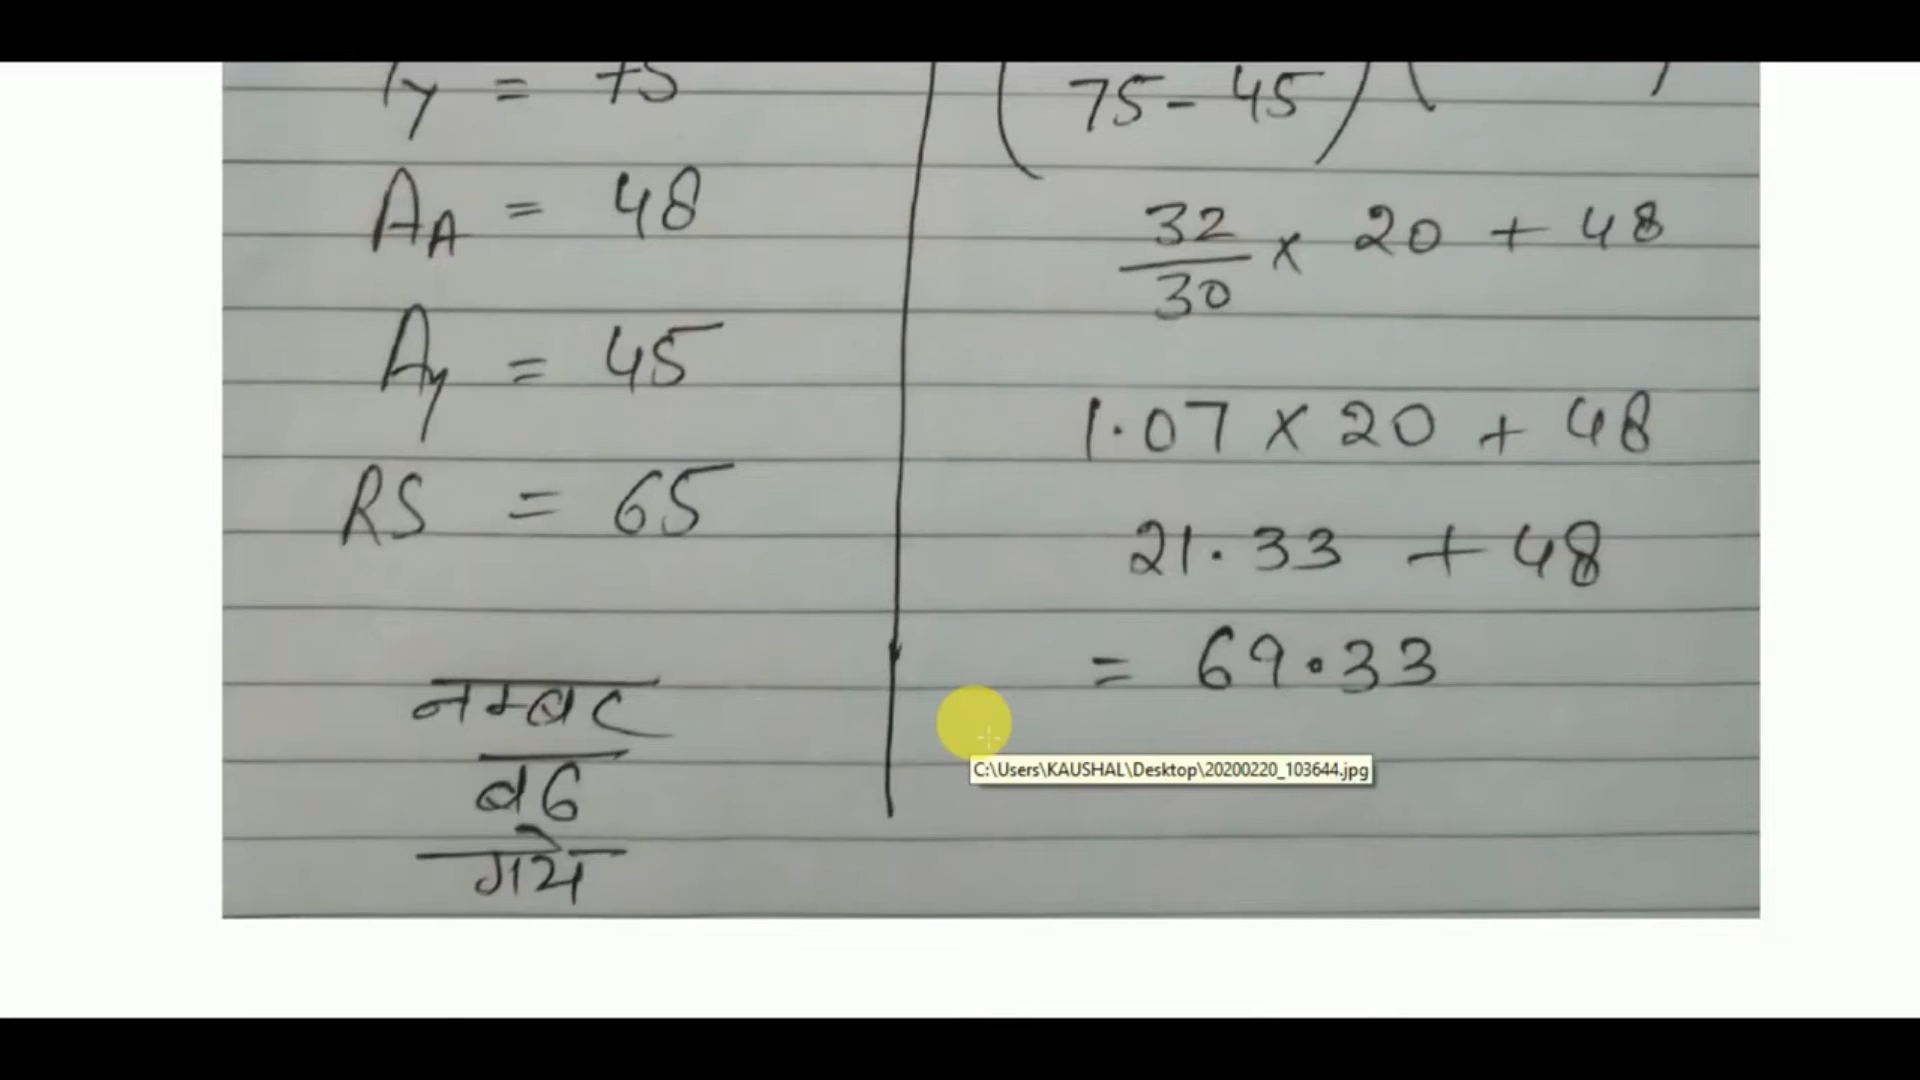 Ty = 75
A_A = 48
Ay = 45
RS = 65
नम्बर
बढ
गये
75 - 45
32/30 × 20 + 48
1.07 × 20 + 48
21.33 + 48
= 69.33
C:\Users\KAUSHAL\Desktop\20200220_103644.jpg